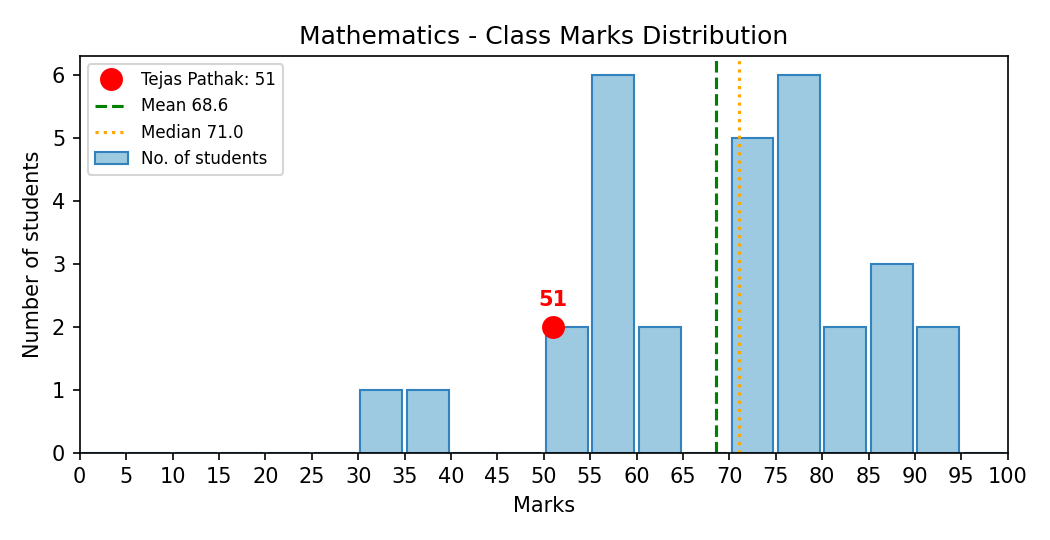 Mathematics - Class Marks Distribution
Tejas Pathak: 51
Mean 68.6
Median 71.0
No. of students
Number of students
6
5
4
3
2
1
0
51
0 5 10 15 20 25 30 35 40 45 50 55 60 65 70 75 80 85 90 95 100
Marks